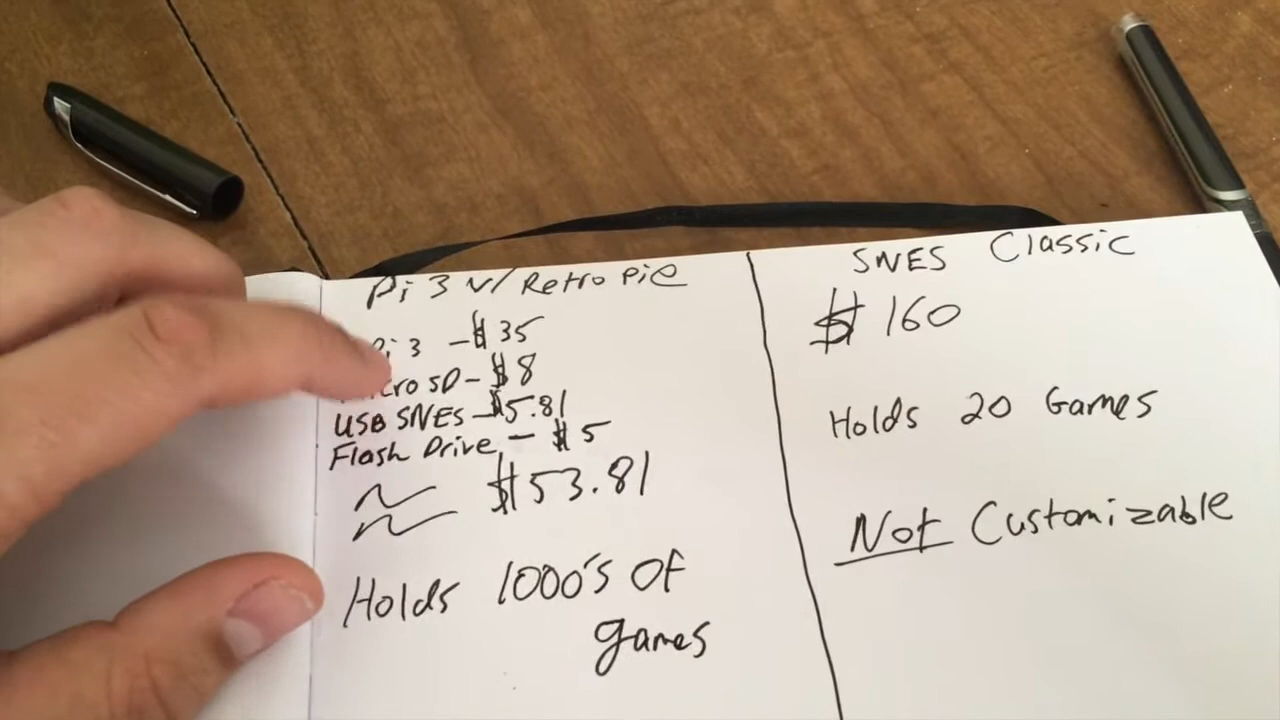 Pi 3 w/ Retro Pie
Pi 3 - $35
cro SD - $8
USB SNES - $5.81
Flash Drive - $5
≈ $53.81
Holds 1000's of
games
SNES Classic
$160
Holds 20 Games
Not Customizable